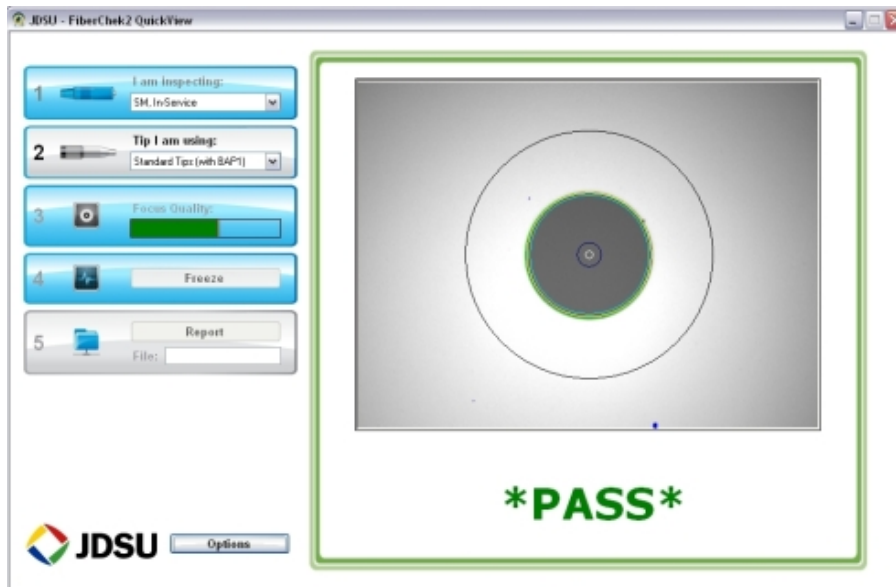 JDSU - FiberChek2 QuickView
1
I am inspecting:
SM, In-Service
2
Tip I am using:
Standard Tips (with BAP1)
3
Focus Quality:
4
Freeze
5
Report
File:
*PASS*
JDSU
Options